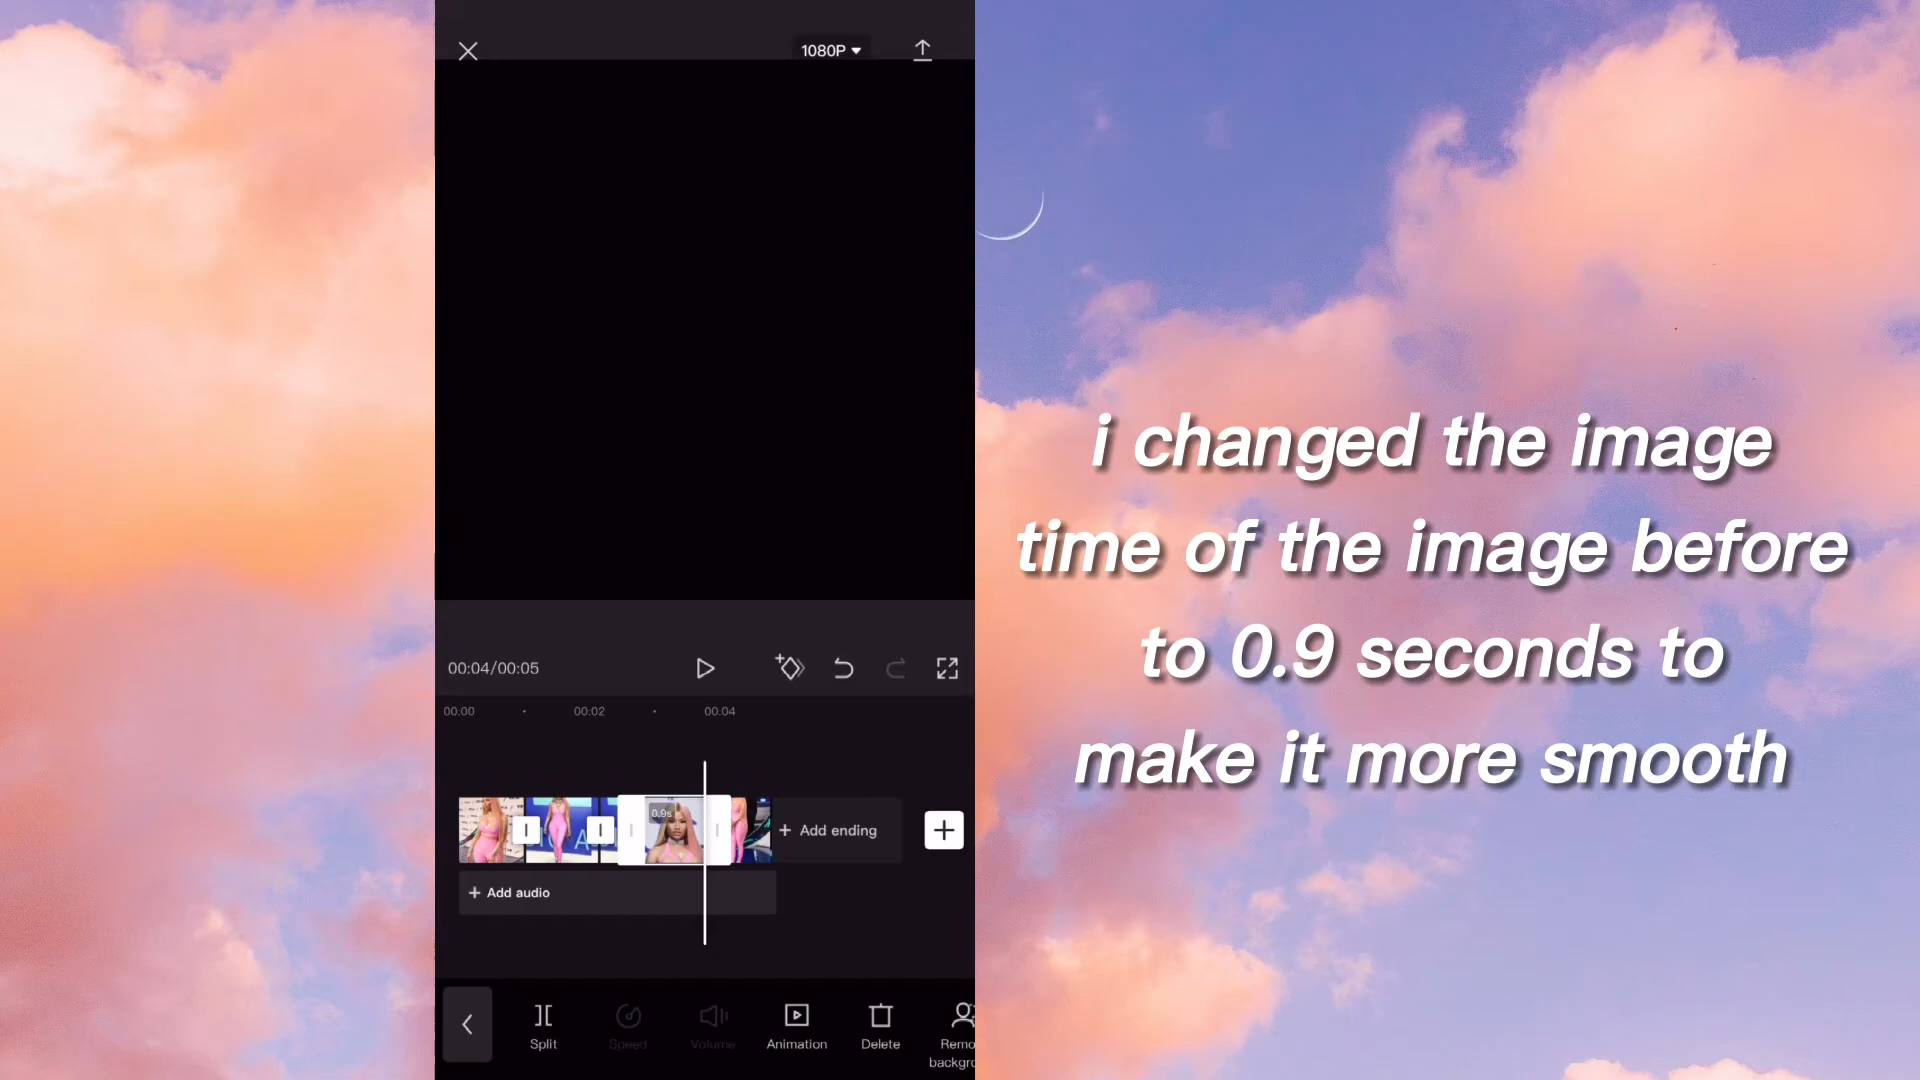 1080P
00:04/00:05
00:00
00:02
00:04
0.9s
+ Add ending
+ Add audio
Split
Speed
Volume
Animation
Delete
Remo
backgro
i changed the image
time of the image before
to 0.9 seconds to
make it more smooth